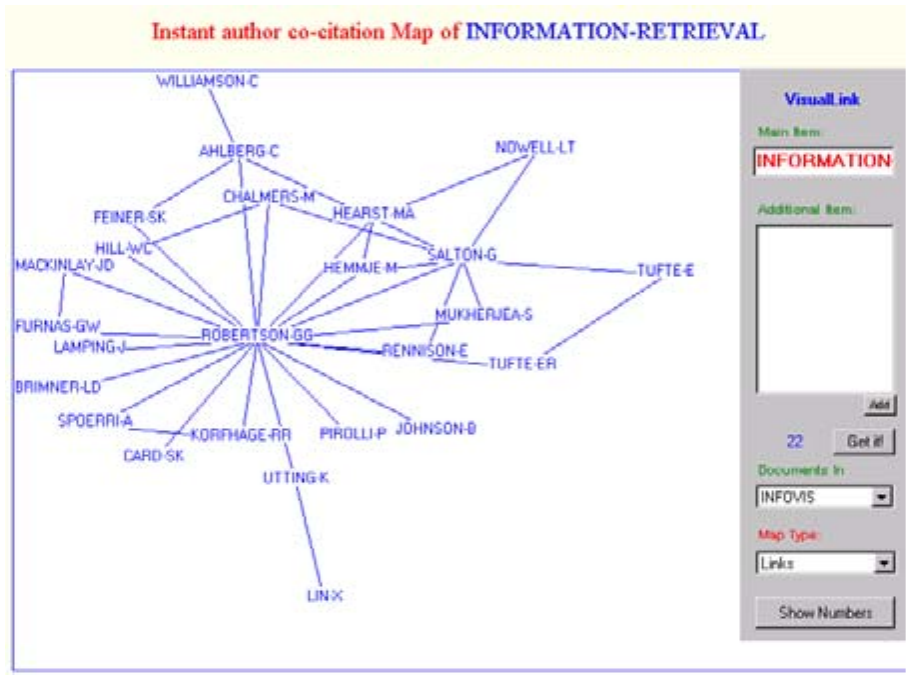 Instant author co-citation Map of INFORMATION-RETRIEVAL
WILLIAMSON-C
AHLBERG-C
NOWELL-LT
CHALMERS-M
FEINER-SK
HEARST-MA
HILL-WC
SALTON-G
MACKINLAY-JD
HEMMJE-M
TUFTE-E
MUKHERJEA-S
FURNAS-GW
ROBERTSON-GG
LAMPING-J
RENNISON-E
TUFTE-ER
BRIMNER-LD
SPOERRI-A
KORFHAGE-RR
PIROLLI-P
JOHNSON-B
CARD-SK
UTTING-K
LIN-X
VisualLink
Main Item:
INFORMATION-
Additional Item:
Add
22
Get it!
Documents In
INFOVIS
Map Type:
Links
Show Numbers